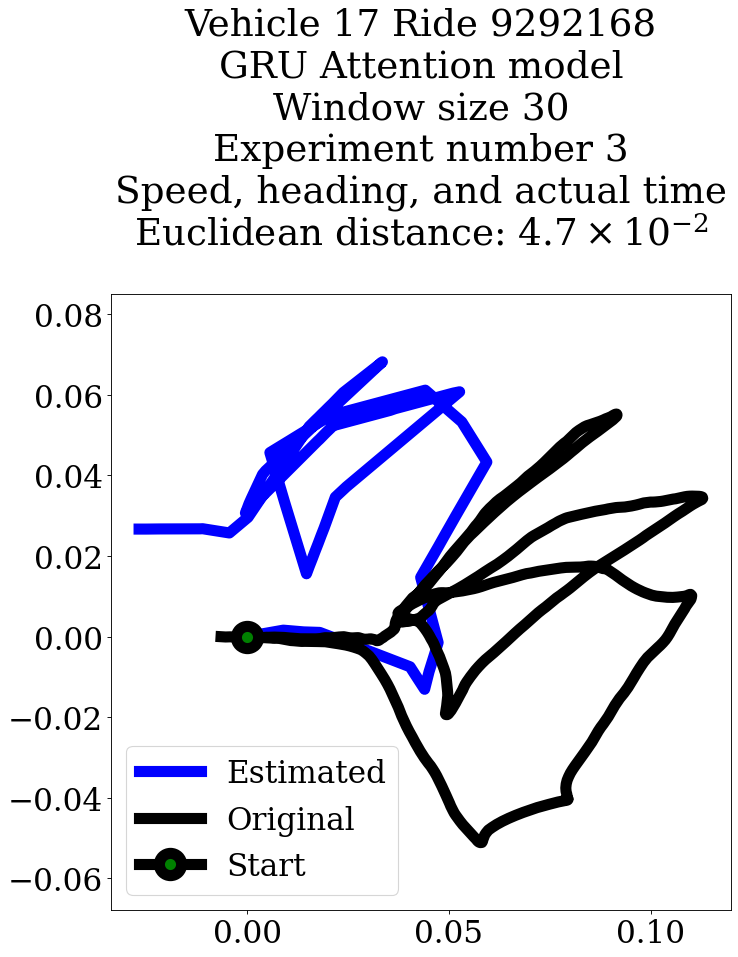 Vehicle 17 Ride 9292168
GRU Attention model
Window size 30
Experiment number 3
Speed, heading, and actual time
Euclidean distance: 4.7 × 10⁻²
0.08
0.06
0.04
0.02
0.00
−0.02
−0.04
−0.06
Estimated
Original
Start
0.00 0.05 0.10